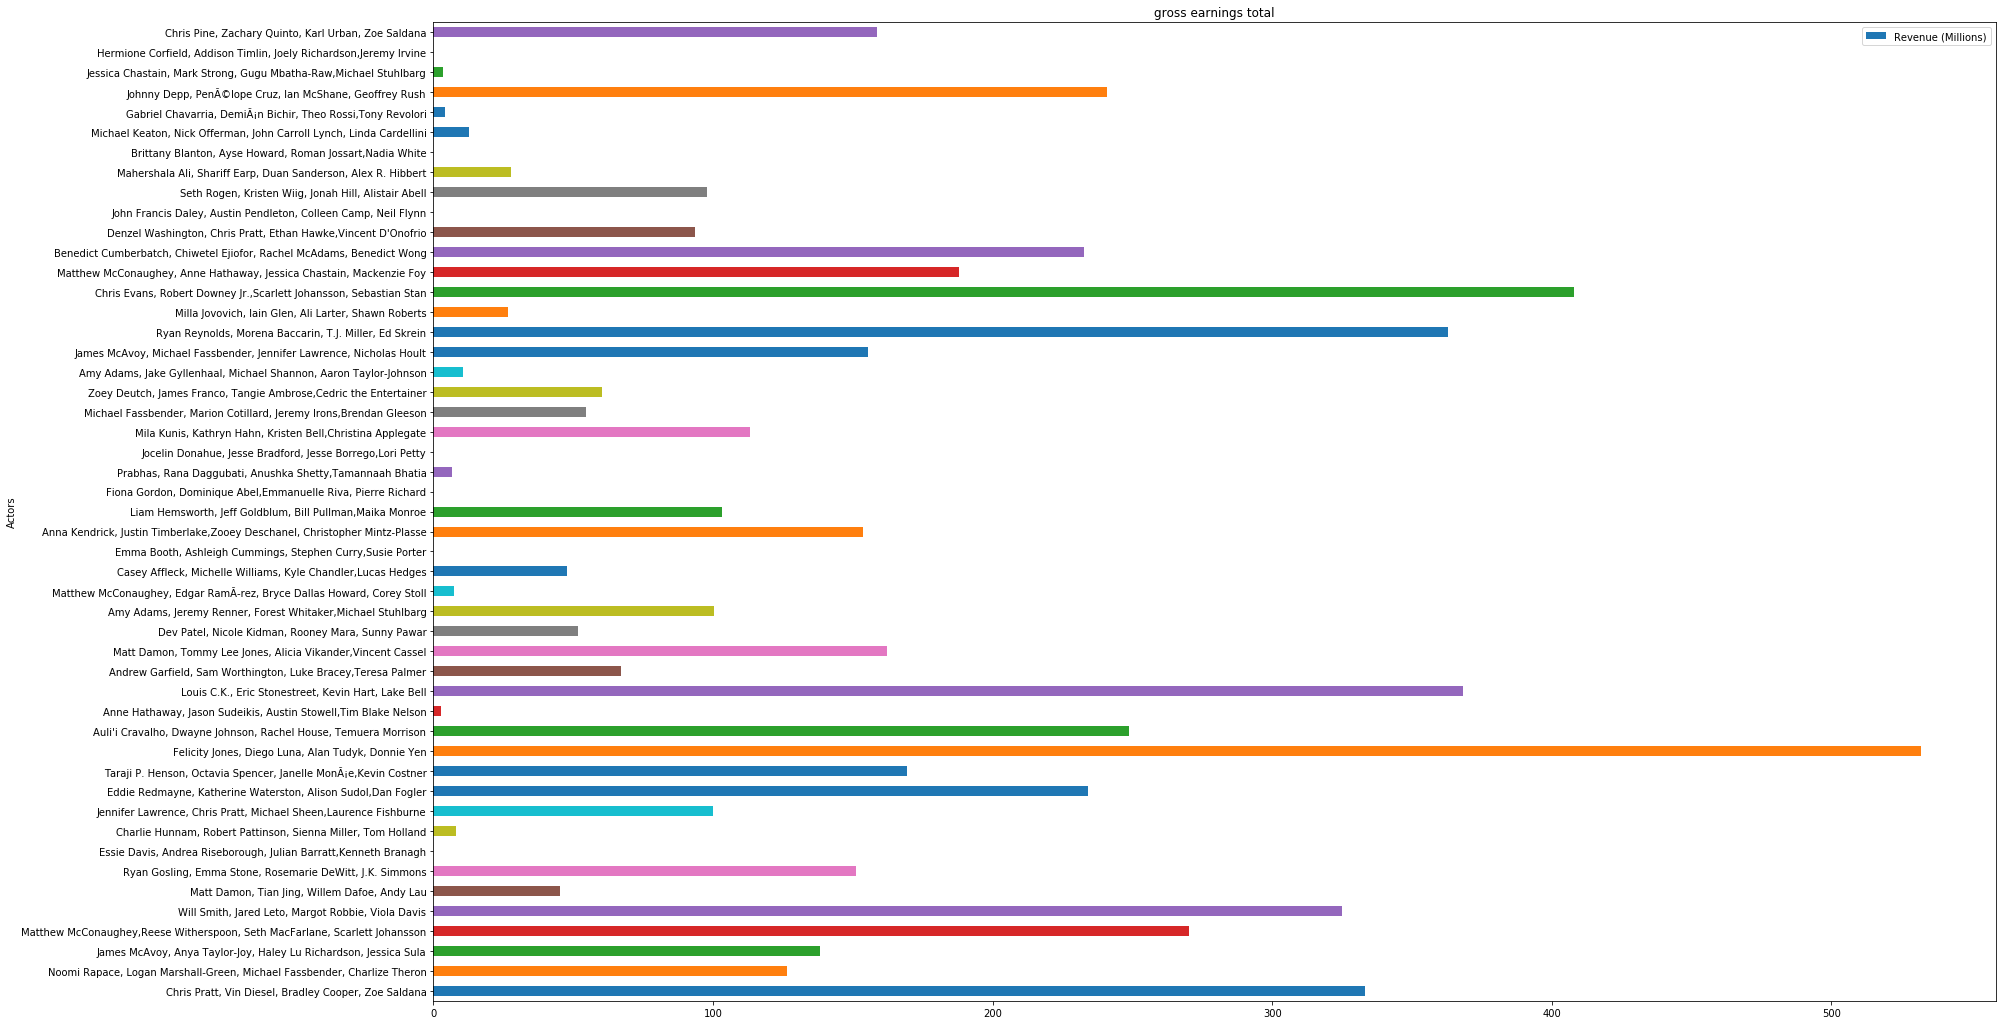 gross earnings total
Revenue (Millions)
Chris Pine, Zachary Quinto, Karl Urban, Zoe Saldana
Hermione Corfield, Addison Timlin, Joely Richardson,Jeremy Irvine
Jessica Chastain, Mark Strong, Gugu Mbatha-Raw,Michael Stuhlbarg
Johnny Depp, PenÃ©lope Cruz, Ian McShane, Geoffrey Rush
Gabriel Chavarria, DemiÃ¡n Bichir, Theo Rossi,Tony Revolori
Michael Keaton, Nick Offerman, John Carroll Lynch, Linda Cardellini
Brittany Blanton, Ayse Howard, Roman Jossart,Nadia White
Mahershala Ali, Shariff Earp, Duan Sanderson, Alex R. Hibbert
Seth Rogen, Kristen Wiig, Jonah Hill, Alistair Abell
John Francis Daley, Austin Pendleton, Colleen Camp, Neil Flynn
Denzel Washington, Chris Pratt, Ethan Hawke,Vincent D'Onofrio
Benedict Cumberbatch, Chiwetel Ejiofor, Rachel McAdams, Benedict Wong
Matthew McConaughey, Anne Hathaway, Jessica Chastain, Mackenzie Foy
Chris Evans, Robert Downey Jr.,Scarlett Johansson, Sebastian Stan
Milla Jovovich, Iain Glen, Ali Larter, Shawn Roberts
Ryan Reynolds, Morena Baccarin, T.J. Miller, Ed Skrein
James McAvoy, Michael Fassbender, Jennifer Lawrence, Nicholas Hoult
Amy Adams, Jake Gyllenhaal, Michael Shannon, Aaron Taylor-Johnson
Zoey Deutch, James Franco, Tangie Ambrose,Cedric the Entertainer
Michael Fassbender, Marion Cotillard, Jeremy Irons,Brendan Gleeson
Mila Kunis, Kathryn Hahn, Kristen Bell,Christina Applegate
Jocelin Donahue, Jesse Bradford, Jesse Borrego,Lori Petty
Prabhas, Rana Daggubati, Anushka Shetty,Tamannaah Bhatia
Fiona Gordon, Dominique Abel,Emmanuelle Riva, Pierre Richard
Liam Hemsworth, Jeff Goldblum, Bill Pullman,Maika Monroe
Actors
Anna Kendrick, Justin Timberlake,Zooey Deschanel, Christopher Mintz-Plasse
Emma Booth, Ashleigh Cummings, Stephen Curry,Susie Porter
Casey Affleck, Michelle Williams, Kyle Chandler,Lucas Hedges
Matthew McConaughey, Edgar RamÃ-rez, Bryce Dallas Howard, Corey Stoll
Amy Adams, Jeremy Renner, Forest Whitaker,Michael Stuhlbarg
Dev Patel, Nicole Kidman, Rooney Mara, Sunny Pawar
Matt Damon, Tommy Lee Jones, Alicia Vikander,Vincent Cassel
Andrew Garfield, Sam Worthington, Luke Bracey,Teresa Palmer
Louis C.K., Eric Stonestreet, Kevin Hart, Lake Bell
Anne Hathaway, Jason Sudeikis, Austin Stowell,Tim Blake Nelson
Auli'i Cravalho, Dwayne Johnson, Rachel House, Temuera Morrison
Felicity Jones, Diego Luna, Alan Tudyk, Donnie Yen
Taraji P. Henson, Octavia Spencer, Janelle MonÃ¡e,Kevin Costner
Eddie Redmayne, Katherine Waterston, Alison Sudol,Dan Fogler
Jennifer Lawrence, Chris Pratt, Michael Sheen,Laurence Fishburne
Charlie Hunnam, Robert Pattinson, Sienna Miller, Tom Holland
Essie Davis, Andrea Riseborough, Julian Barratt,Kenneth Branagh
Ryan Gosling, Emma Stone, Rosemarie DeWitt, J.K. Simmons
Matt Damon, Tian Jing, Willem Dafoe, Andy Lau
Will Smith, Jared Leto, Margot Robbie, Viola Davis
Matthew McConaughey,Reese Witherspoon, Seth MacFarlane, Scarlett Johansson
James McAvoy, Anya Taylor-Joy, Haley Lu Richardson, Jessica Sula
Noomi Rapace, Logan Marshall-Green, Michael Fassbender, Charlize Theron
Chris Pratt, Vin Diesel, Bradley Cooper, Zoe Saldana
0 100 200 300 400 500